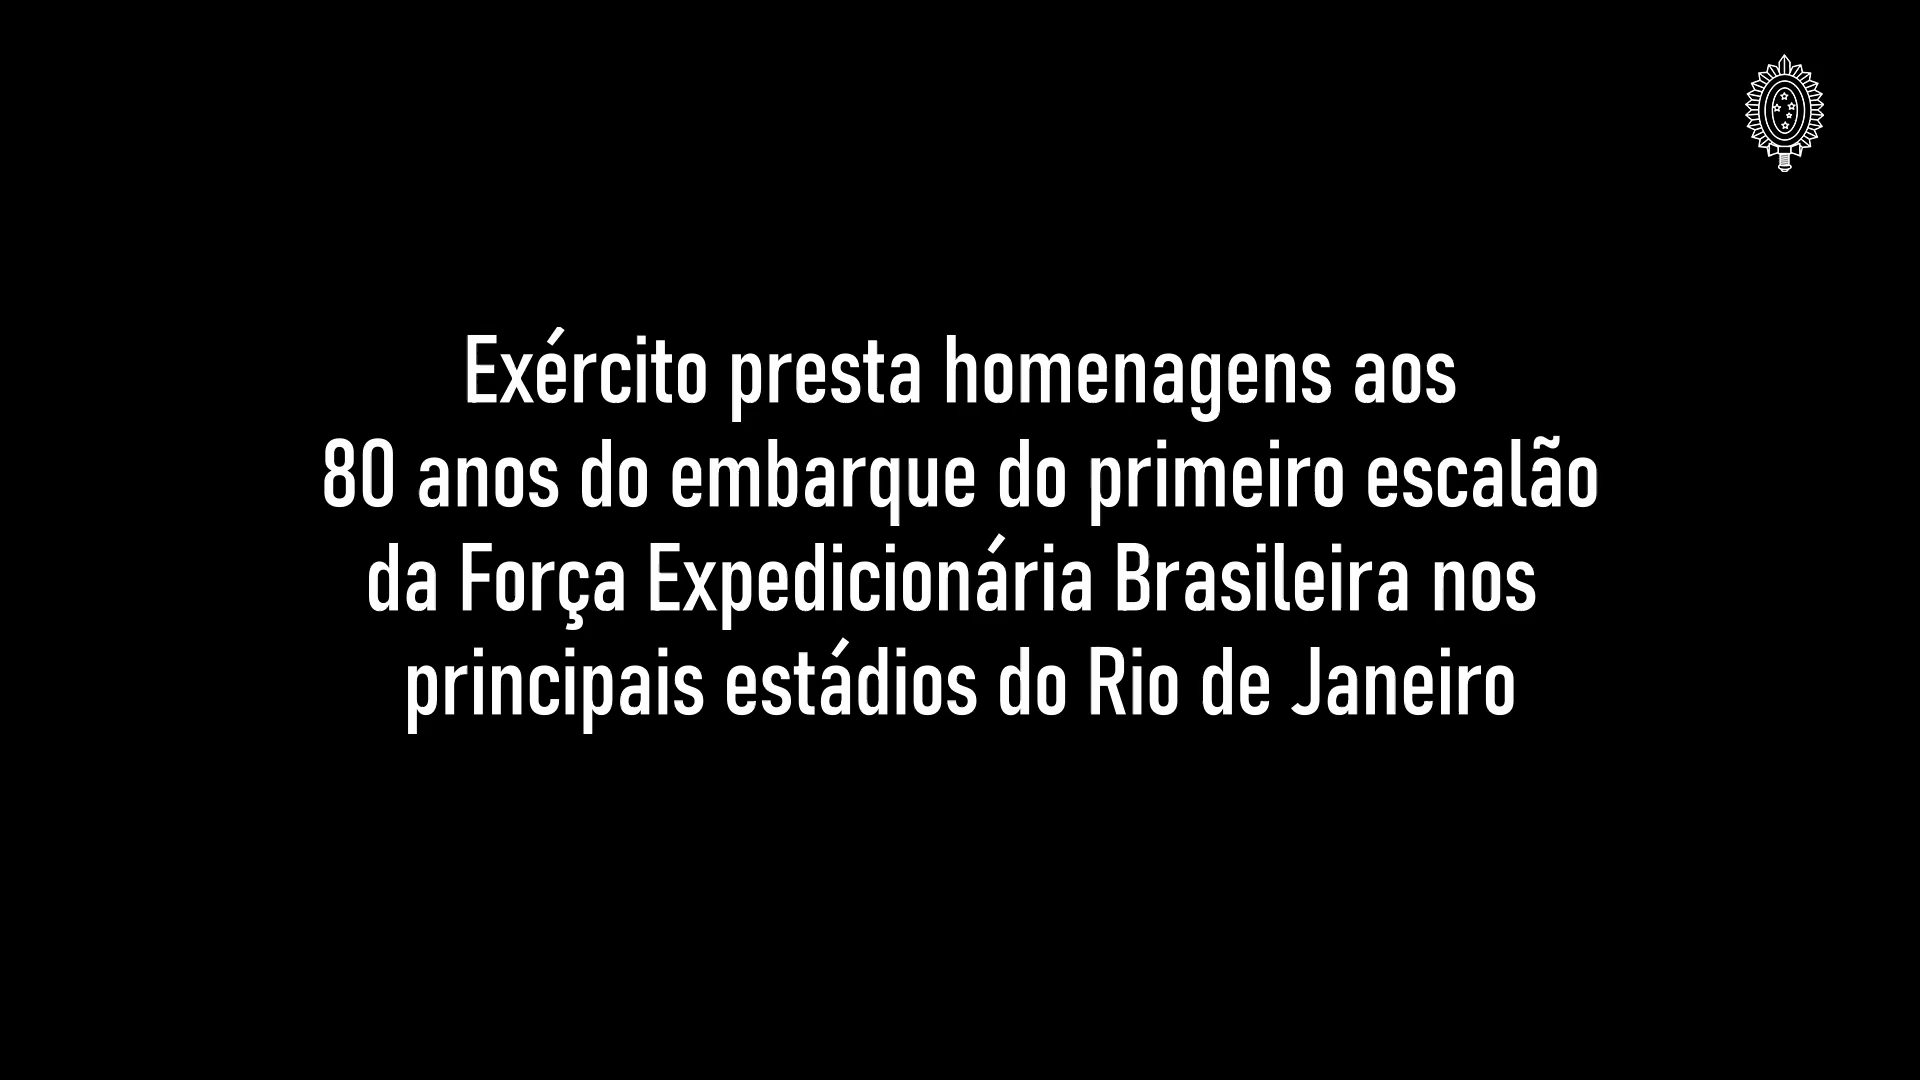 Exército presta homenagens aos
80 anos do embarque do primeiro escalão
da Força Expedicionária Brasileira nos
principais estádios do Rio de Janeiro